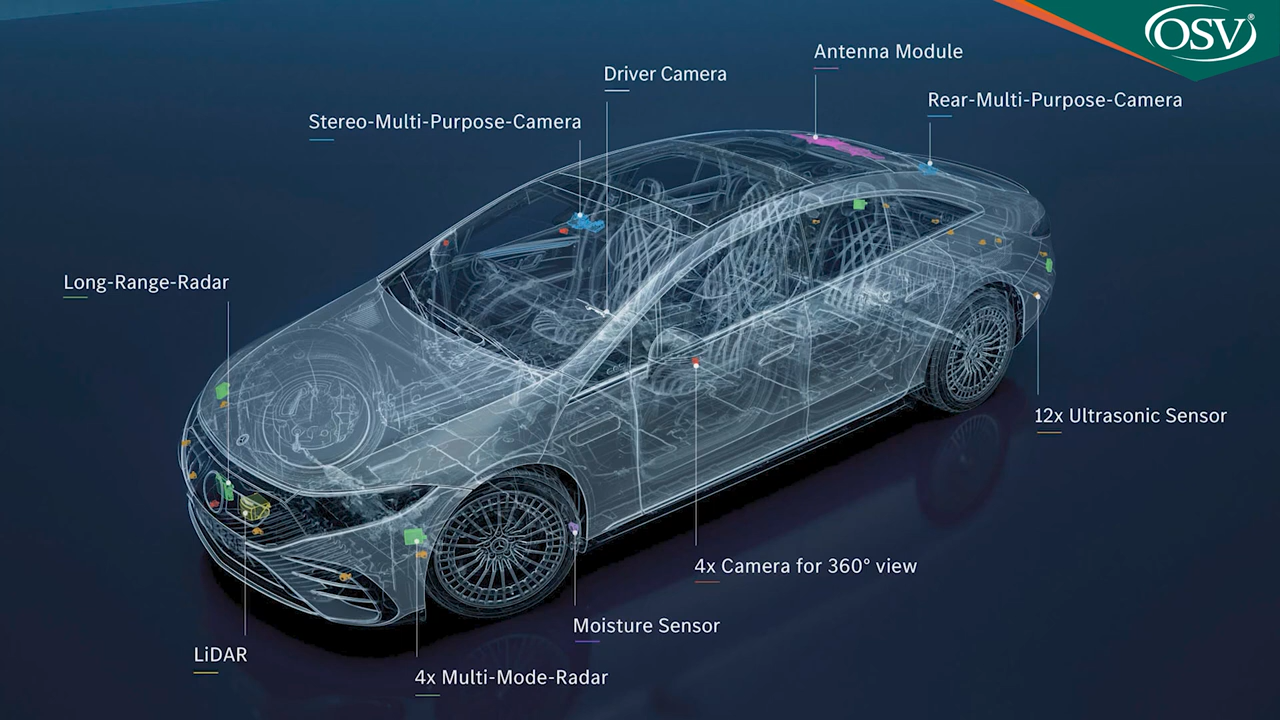 OSV®
Antenna Module
Driver Camera
Rear-Multi-Purpose-Camera
Stereo-Multi-Purpose-Camera
Long-Range-Radar
12x Ultrasonic Sensor
4x Camera for 360° view
Moisture Sensor
LiDAR
4x Multi-Mode-Radar